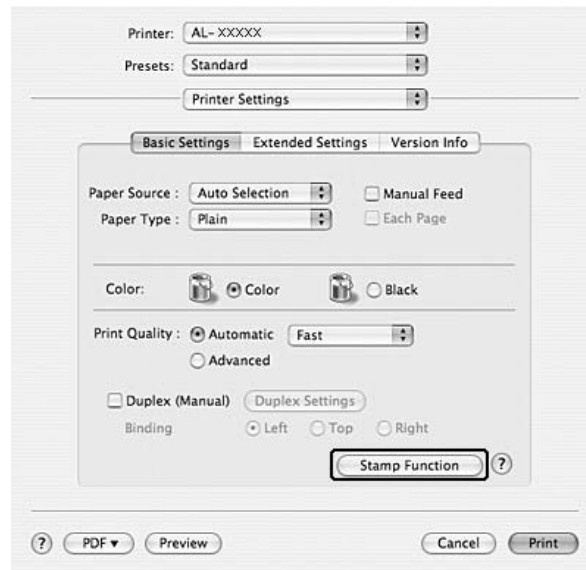 Printer: AL- XXXXX
Presets: Standard
Printer Settings
Basic Settings Extended Settings Version Info
Paper Source : Auto Selection Manual Feed
Paper Type : Plain Each Page
Color: Color Black
Print Quality : Automatic Fast
Advanced
Duplex (Manual) Duplex Settings
Binding Left Top Right
Stamp Function ?
? PDF ▼ Preview Cancel Print